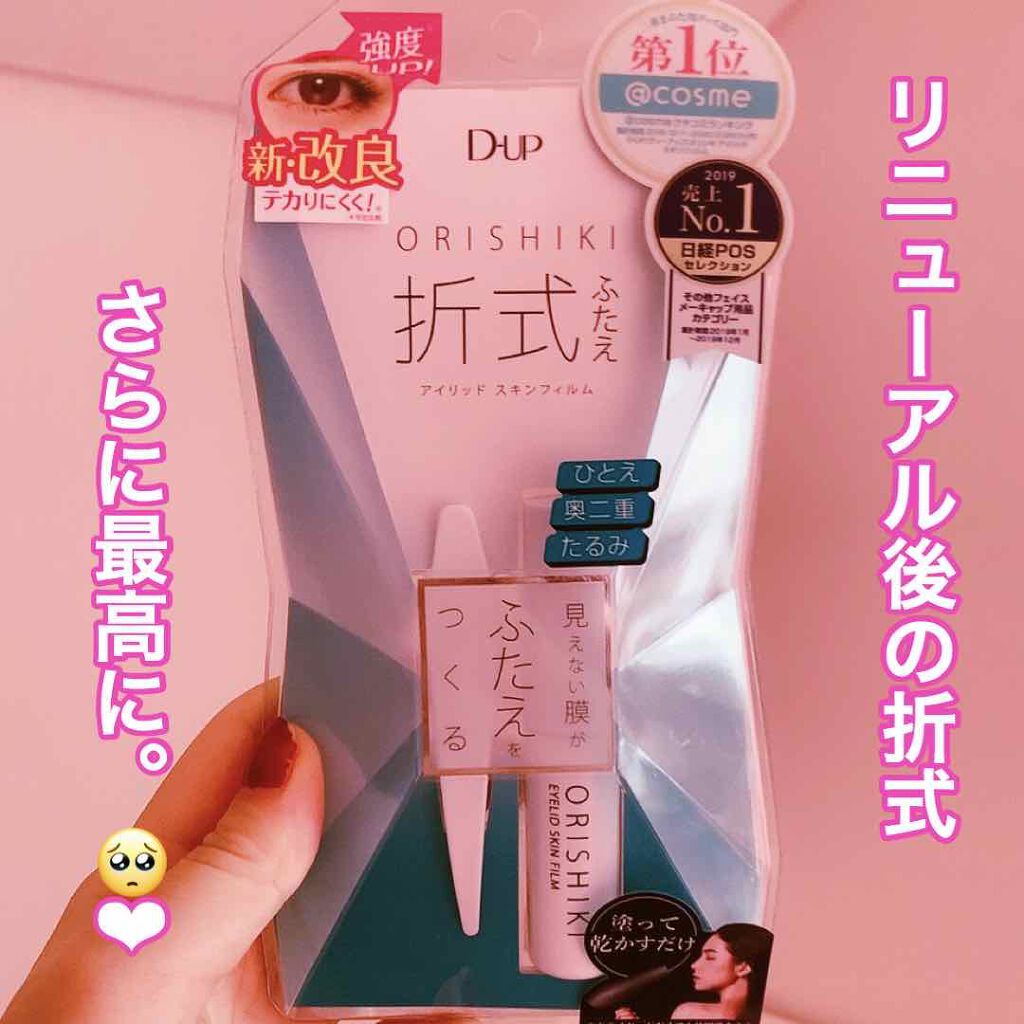 リニューアル後の折式
さらに最高に。
強度
UP!
新・改良
テカりにくく!
D-UP
ORISHIKI
折式
ふたえ
アイリッド スキンフィルム
第1位
@cosme
2019
売上
No.1
日経POS
セレクション
その他フェイス
メーキャップ用品
カテゴリー
ひとえ
奥二重
たるみ
見えない膜が
ふたえを
つくる
ORISHIKI
EYELID SKIN FILM
塗って
乾かすだけ